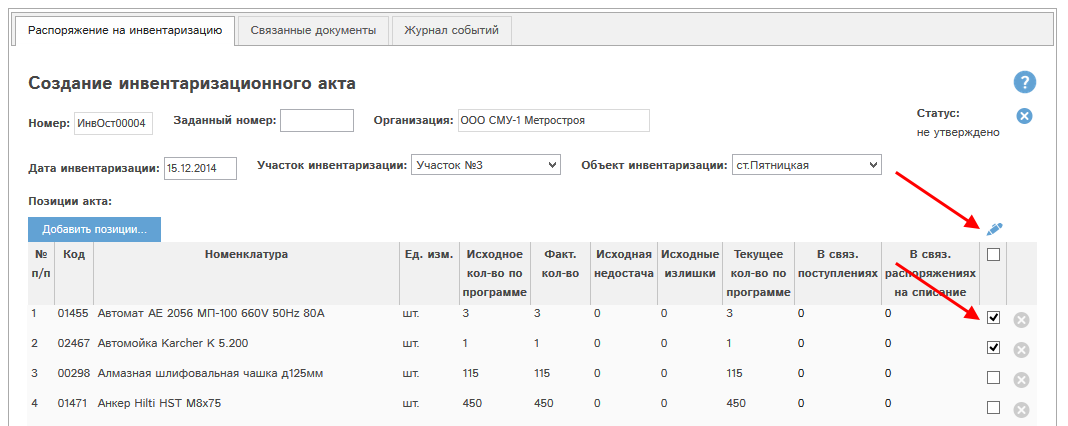 Распоряжение на инвентаризацию Связанные документы Журнал событий
Создание инвентаризационного акта ?
Номер: ИнвОст00004 Заданный номер: Организация: ООО СМУ-1 Метростроя Статус:
не утверждено
Дата инвентаризации: 15.12.2014 Участок инвентаризации: Участок №3 Объект инвентаризации: ст.Пятницкая
Позиции акта:
Добавить позиции...
№ Код Номенклатура Ед. изм. Исходное Факт. Исходная Исходные Текущее В связ. В связ.
п/п кол-во по кол-во недостача излишки кол-во по поступлениях распоряжениях
программе программе на списание
1 01455 Автомат АЕ 2056 МП-100 660V 50Hz 80А шт. 3 3 0 0 3 0 0
2 02467 Автомойка Karcher K 5.200 шт. 1 1 0 0 1 0 0
3 00298 Алмазная шлифовальная чашка д125мм шт. 115 115 0 0 115 0 0
4 01471 Анкер Hilti HST M8x75 шт. 450 450 0 0 450 0 0